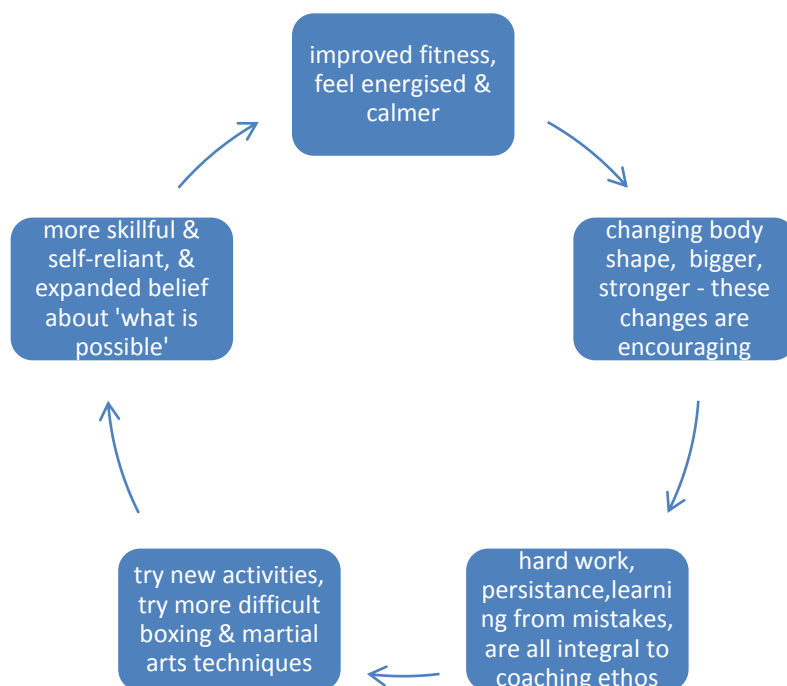 improved fitness,
feel energised &
calmer
changing body
shape,  bigger,
stronger - these
changes are
encouraging
hard work,
persistance,learni
ng from mistakes,
are all integral to
coaching ethos
try new activities,
try more difficult
boxing & martial
arts techniques
more skillful &
self-reliant, &
expanded belief
about 'what is
possible'